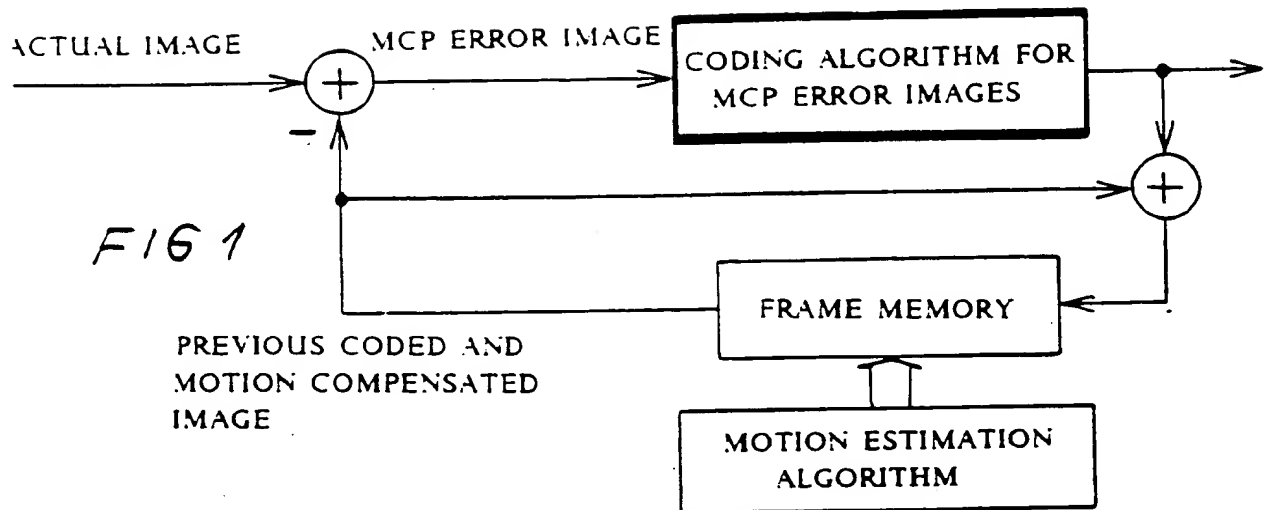 ACTUAL IMAGE
MCP ERROR IMAGE
CODING ALGORITHM FOR
MCP ERROR IMAGES
+
-
+
FIG 1
FRAME MEMORY
PREVIOUS CODED AND
MOTION COMPENSATED
IMAGE
MOTION ESTIMATION
ALGORITHM